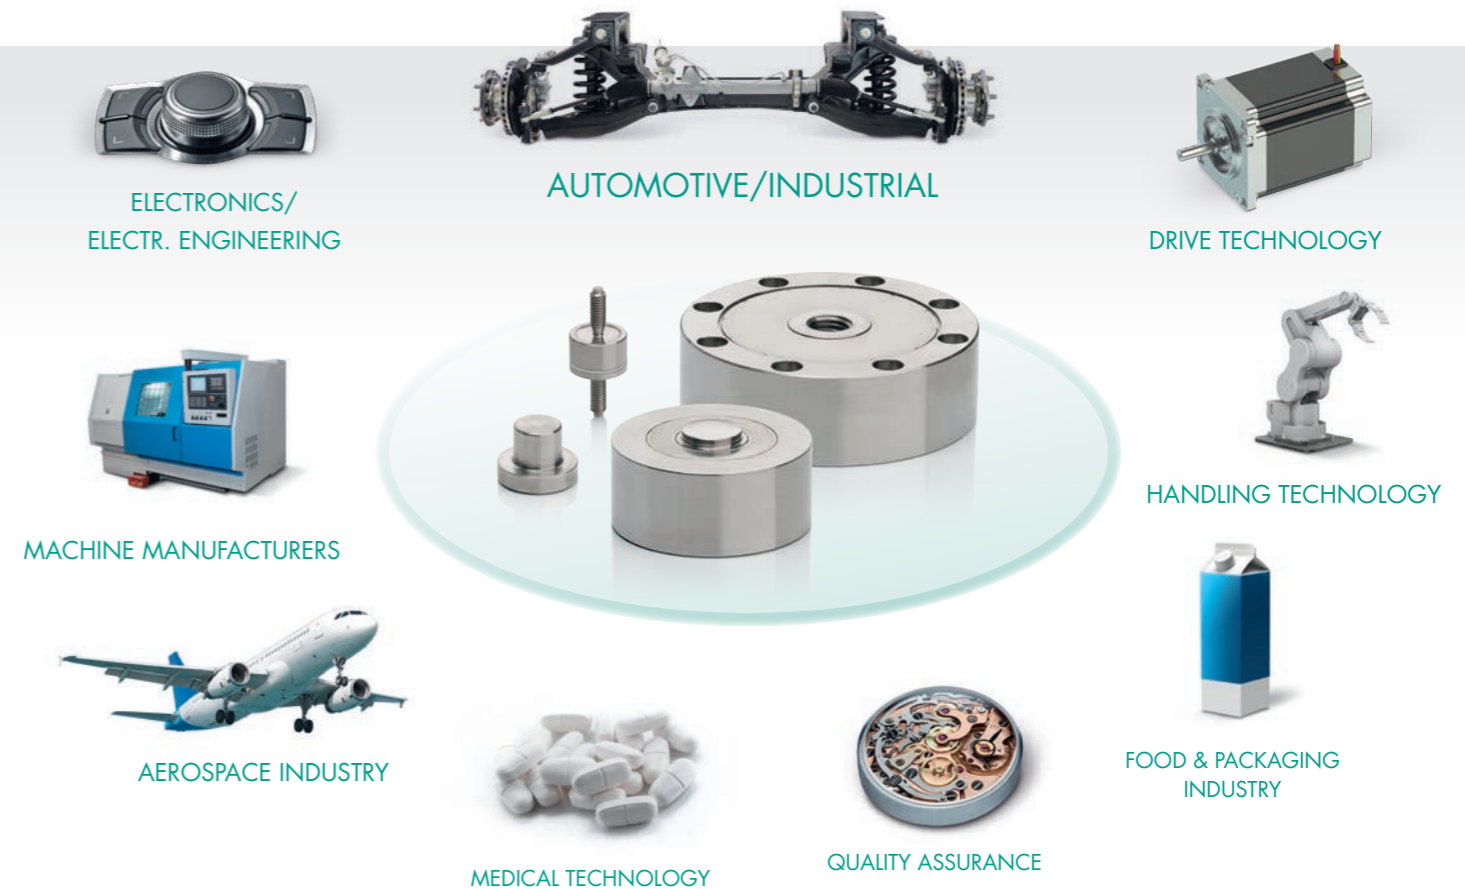 ELECTRONICS/
ELECTR. ENGINEERING
AUTOMOTIVE/INDUSTRIAL
DRIVE TECHNOLOGY
MACHINE MANUFACTURERS
HANDLING TECHNOLOGY
AEROSPACE INDUSTRY
FOOD & PACKAGING
INDUSTRY
MEDICAL TECHNOLOGY
QUALITY ASSURANCE